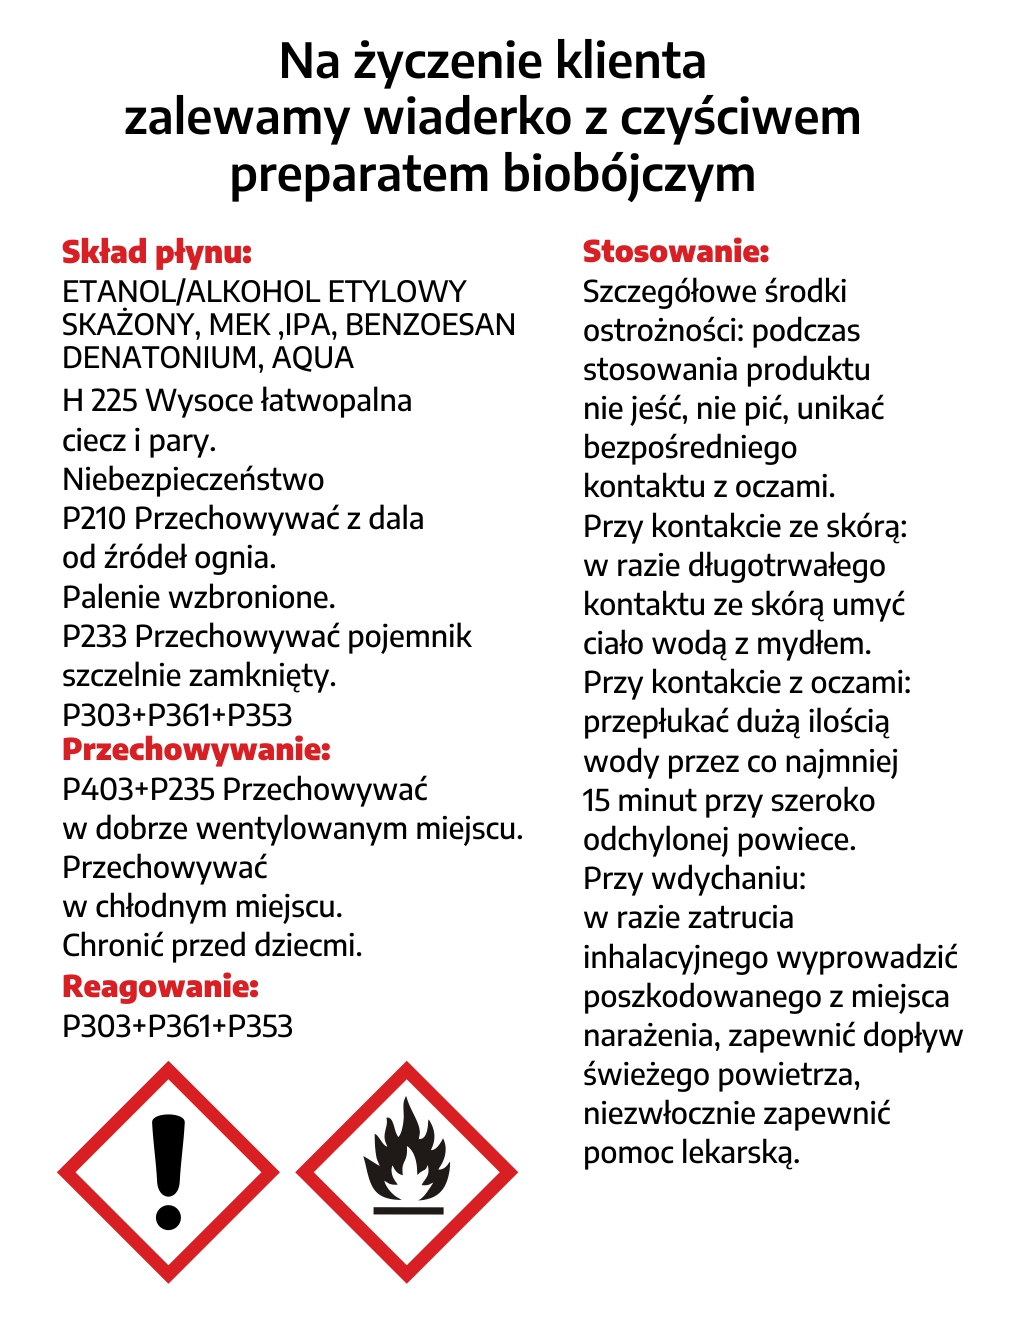 Na życzenie klienta
zalewamy wiaderko z czyściwem
preparatem biobójczym
Skład płynu:
ETANOL/ALKOHOL ETYLOWY
SKAŻONY, MEK ,IPA, BENZOESAN
DENATONIUM, AQUA
H 225 Wysoce łatwopalna
ciecz i pary.
Niebezpieczeństwo
P210 Przechowywać z dala
od źródeł ognia.
Palenie wzbronione.
P233 Przechowywać pojemnik
szczelnie zamknięty.
P303+P361+P353
Przechowywanie:
P403+P235 Przechowywać
w dobrze wentylowanym miejscu.
Przechowywać
w chłodnym miejscu.
Chronić przed dziecmi.
Reagowanie:
P303+P361+P353
Stosowanie:
Szczegółowe środki
ostrożności: podczas
stosowania produktu
nie jeść, nie pić, unikać
bezpośredniego
kontaktu z oczami.
Przy kontakcie ze skórą:
w razie długotrwałego
kontaktu ze skórą umyć
ciało wodą z mydłem.
Przy kontakcie z oczami:
przepłukać dużą ilością
wody przez co najmniej
15 minut przy szeroko
odchylonej powiece.
Przy wdychaniu:
w razie zatrucia
inhalacyjnego wyprowadzić
poszkodowanego z miejsca
narażenia, zapewnić dopływ
świeżego powietrza,
niezwłocznie zapewnić
pomoc lekarską.